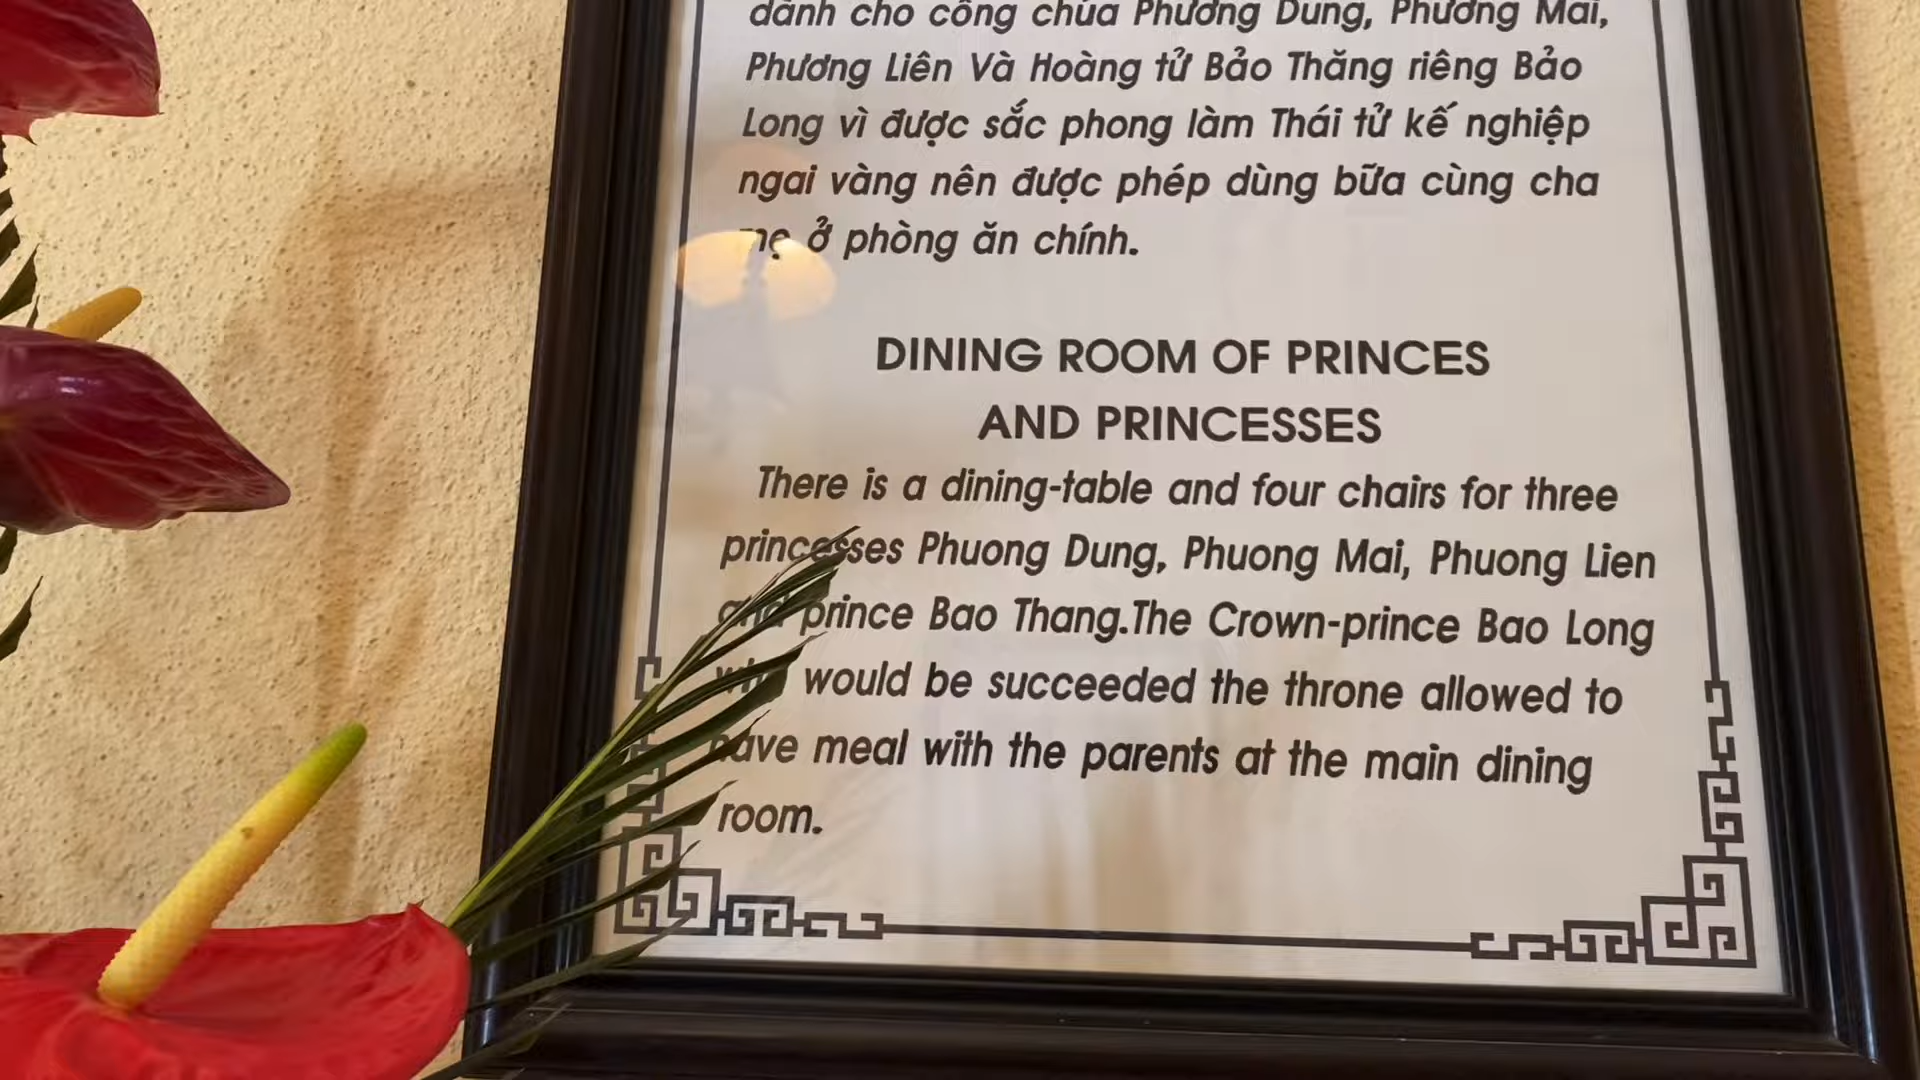 dành cho công chúa Phương Dung, Phương Mai,
Phương Liên Và Hoàng tử Bảo Thăng riêng Bảo
Long vì được sắc phong làm Thái tử kế nghiệp
ngai vàng nên được phép dùng bữa cùng cha
mẹ ở phòng ăn chính.
DINING ROOM OF PRINCES
AND PRINCESSES
There is a dining-table and four chairs for three
princesses Phuong Dung, Phuong Mai, Phuong Lien
and prince Bao Thang.The Crown-prince Bao Long
who would be succeeded the throne allowed to
have meal with the parents at the main dining
room.